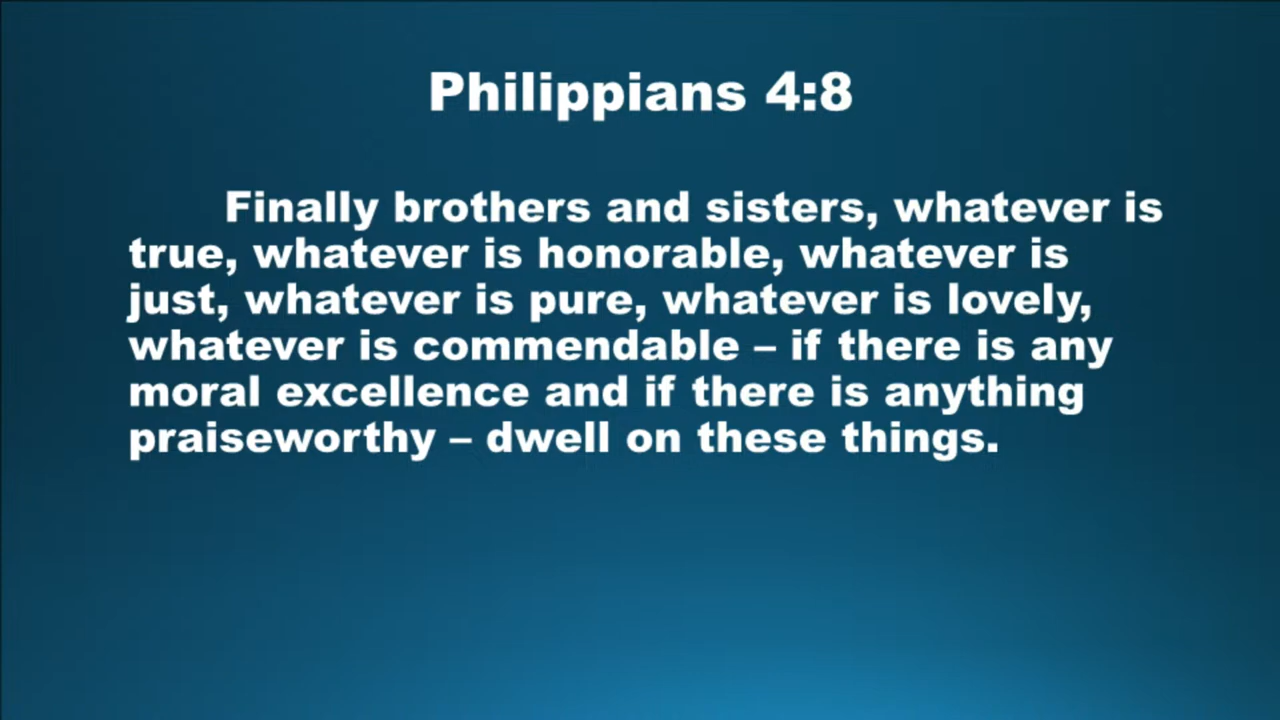 Philippians 4:8
Finally brothers and sisters, whatever is
true, whatever is honorable, whatever is
just, whatever is pure, whatever is lovely,
whatever is commendable – if there is any
moral excellence and if there is anything
praiseworthy – dwell on these things.